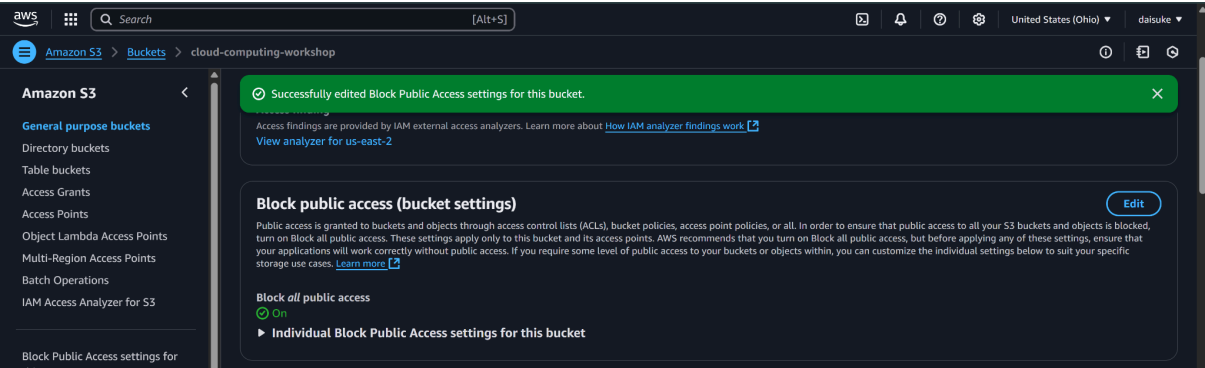 aws
Search
[Alt+S]
United States (Ohio)
daisuke
Amazon S3 > Buckets > cloud-computing-workshop
Amazon S3
General purpose buckets
Directory buckets
Table buckets
Access Grants
Access Points
Object Lambda Access Points
Multi-Region Access Points
Batch Operations
IAM Access Analyzer for S3
Block Public Access settings for
Successfully edited Block Public Access settings for this bucket.
Access findings are provided by IAM external access analyzers. Learn more about How IAM analyzer findings work
View analyzer for us-east-2
Block public access (bucket settings)
Edit
Public access is granted to buckets and objects through access control lists (ACLs), bucket policies, access point policies, or all. In order to ensure that public access to all your S3 buckets and objects is blocked,
turn on Block all public access. These settings apply only to this bucket and its access points. AWS recommends that you turn on Block all public access, but before applying any of these settings, ensure that
your applications will work correctly without public access. If you require some level of public access to your buckets or objects within, you can customize the individual settings below to suit your specific
storage use cases. Learn more
Block all public access
On
Individual Block Public Access settings for this bucket